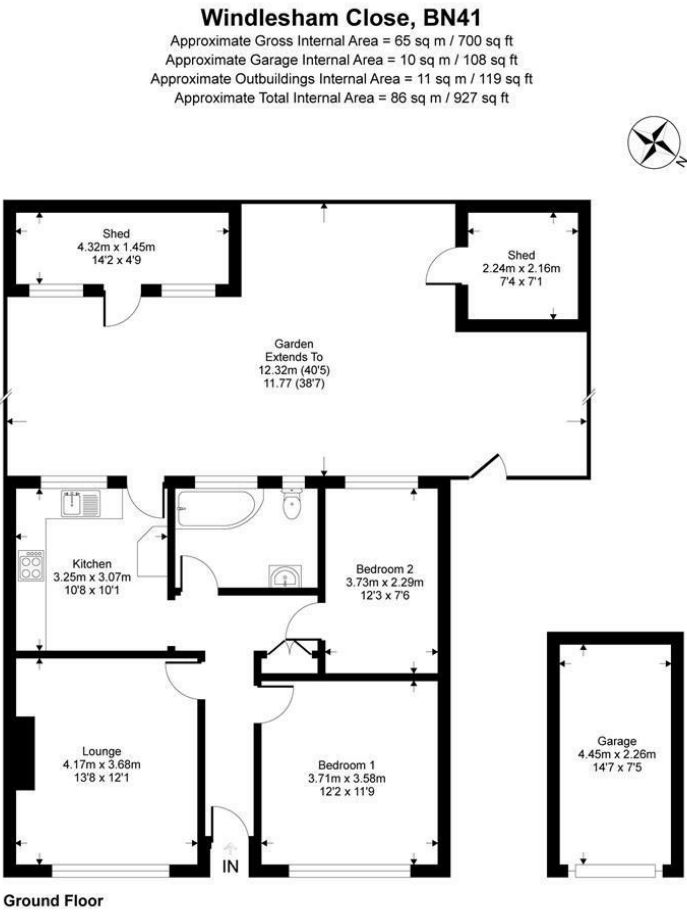 Windlesham Close, BN41
Approximate Gross Internal Area = 65 sq m / 700 sq ft
Approximate Garage Internal Area = 10 sq m / 108 sq ft
Approximate Outbuildings Internal Area = 11 sq m / 119 sq ft
Approximate Total Internal Area = 86 sq m / 927 sq ft
N
Shed
4.32m x 1.45m
14'2 x 4'9
Shed
2.24m x 2.16m
7'4 x 7'1
Garden
Extends To
12.32m (40'5)
11.77 (38'7)
Kitchen
3.25m x 3.07m
10'8 x 10'1
Bedroom 2
3.73m x 2.29m
12'3 x 7'6
Lounge
4.17m x 3.68m
13'8 x 12'1
Bedroom 1
3.71m x 3.58m
12'2 x 11'9
Garage
4.45m x 2.26m
14'7 x 7'5
IN
Ground Floor